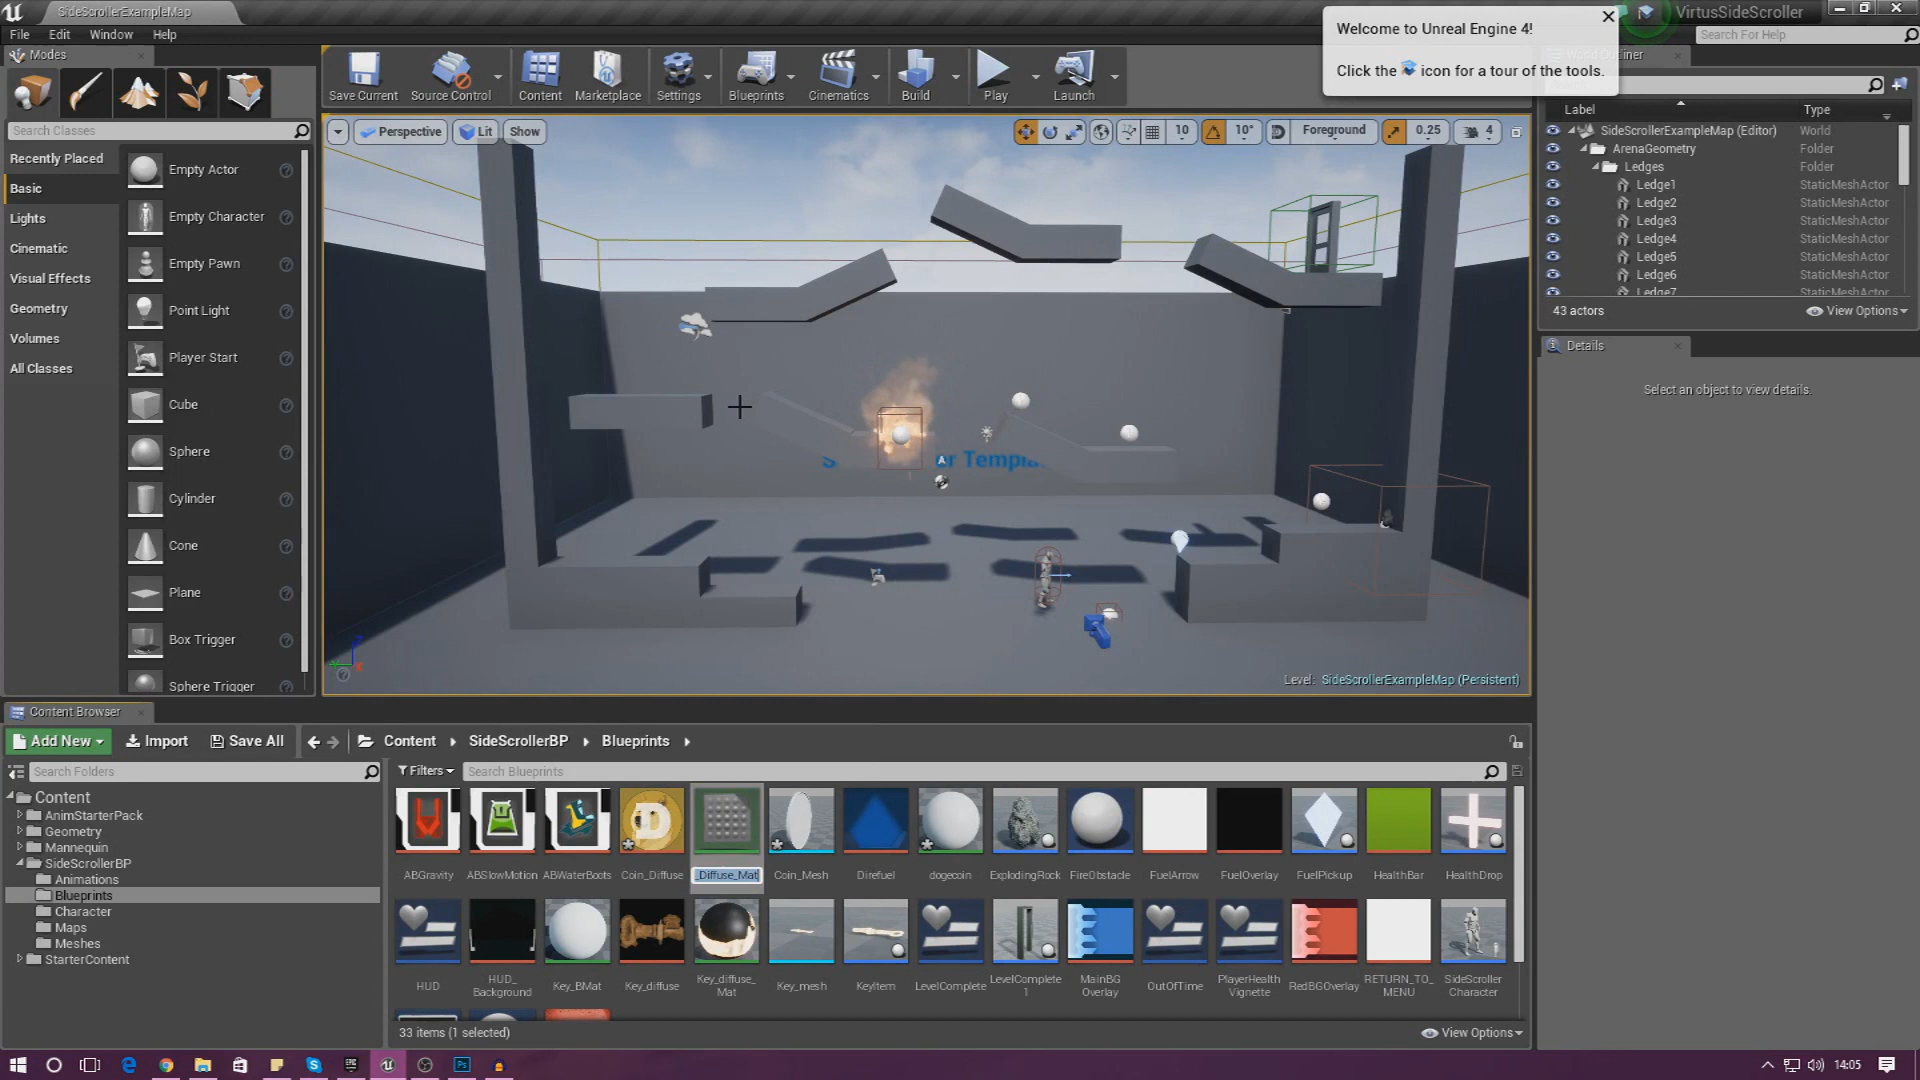 SideScrollerExampleMap
VirtusSideScroller
File Edit Window Help
Search For Help
Welcome to Unreal Engine 4!
Click the icon for a tour of the tools.
Modes
Save Current
Source Control
Content
Marketplace
Settings
Blueprints
Cinematics
Build
Play
Launch
Search Classes
Recently Placed
Basic
Lights
Cinematic
Visual Effects
Geometry
Volumes
All Classes
Empty Actor
Empty Character
Empty Pawn
Point Light
Player Start
Cube
Sphere
Cylinder
Cone
Plane
Box Trigger
Sphere Trigger
Perspective Lit Show
10 10° Foreground 0.25 4
Level: SideScrollerExampleMap (Persistent)
Label Type
SideScrollerExampleMap (Editor) World
ArenaGeometry Folder
Ledges Folder
Ledge1 StaticMeshActor
Ledge2 StaticMeshActor
Ledge3 StaticMeshActor
Ledge4 StaticMeshActor
Ledge5 StaticMeshActor
Ledge6 StaticMeshActor
Ledge7 StaticMeshActor
43 actors View Options
Details
Select an object to view details.
Content Browser
Add New Import Save All Content SideScrollerBP Blueprints
Search Folders
Filters Search Blueprints
Content
AnimStarterPack
Geometry
Mannequin
SideScrollerBP
Animations
Blueprints
Character
Maps
Meshes
StarterContent
ABGravity ABSlowMotion ABWaterBoots Coin_Diffuse _Diffuse_Mat Coin_Mesh Direfuel dogecoin ExplodingRock FireObstacle FuelArrow FuelOverlay FuelPickup HealthBar HealthDrop
HUD
HUD_
Background
Key_BMat
Key_diffuse
Key_diffuse_
Mat
Key_mesh
KeyItem
LevelComplete
LevelComplete
1
MainBG
Overlay
OutOfTime
PlayerHealth
Vignette
RedBGOverlay
RETURN_TO_
MENU
SideScroller
Character
33 items (1 selected) View Options
14:05